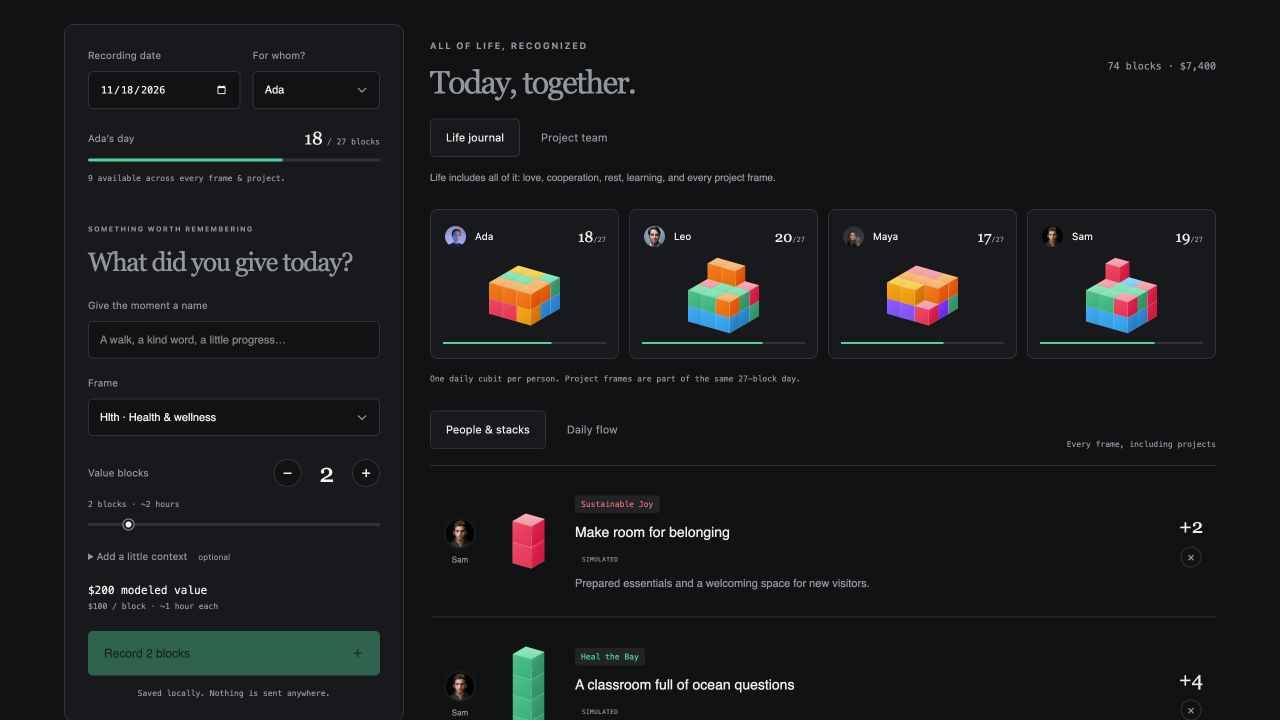 Recording date
For whom?
11/18/2026
Ada
Ada's day
18 / 27 blocks
9 available across every frame & project.
SOMETHING WORTH REMEMBERING
What did you give today?
Give the moment a name
A walk, a kind word, a little progress…
Frame
Hlth · Health & wellness
Value blocks
− 2 +
2 blocks · ~2 hours
Add a little context optional
$200 modeled value
$100 / block · ~1 hour each
Record 2 blocks +
Saved locally. Nothing is sent anywhere.
ALL OF LIFE, RECOGNIZED
Today, together.
74 blocks · $7,400
Life journal
Project team
Life includes all of it: love, cooperation, rest, learning, and every project frame.
Ada 18/27
Leo 20/27
Maya 17/27
Sam 19/27
One daily cubit per person. Project frames are part of the same 27-block day.
People & stacks
Daily flow
Every frame, including projects
Sam
Sustainable Joy
Make room for belonging
SIMULATED
Prepared essentials and a welcoming space for new visitors.
+2
×
Sam
Heal the Bay
A classroom full of ocean questions
SIMULATED
+4
×